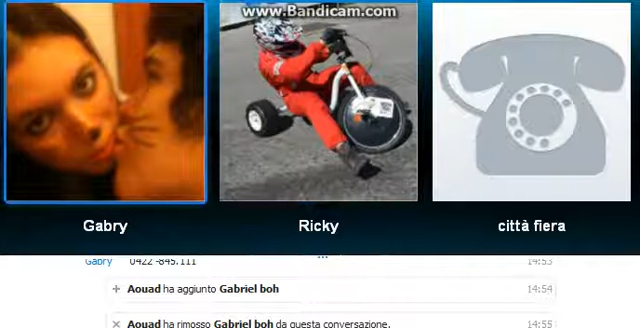 www.Bandicam.com
Gabry
Ricky
città fiera
Gabry 0422 -845.111 14:53
Aouad ha aggiunto Gabriel boh 14:54
Aouad ha rimosso Gabriel boh da questa conversazione. 14:55